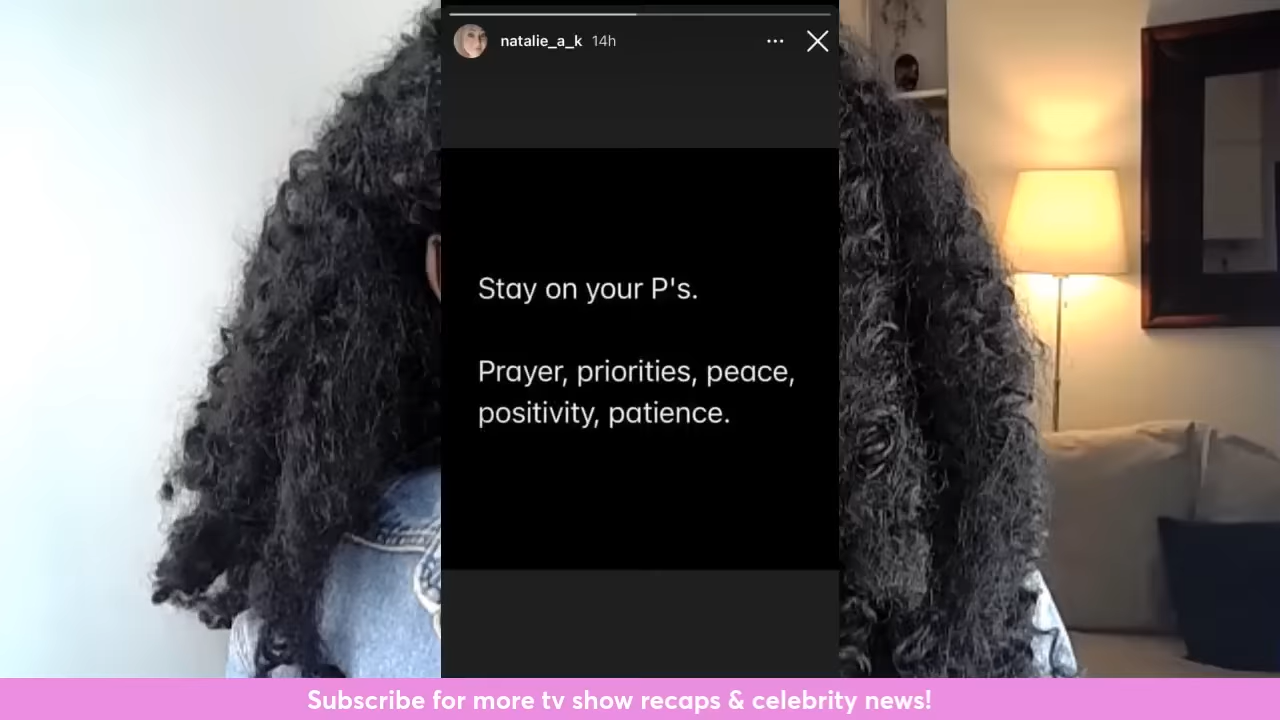 natalie_a_k 14h
Stay on your P's.
Prayer, priorities, peace,
positivity, patience.
Subscribe for more tv show recaps & celebrity news!